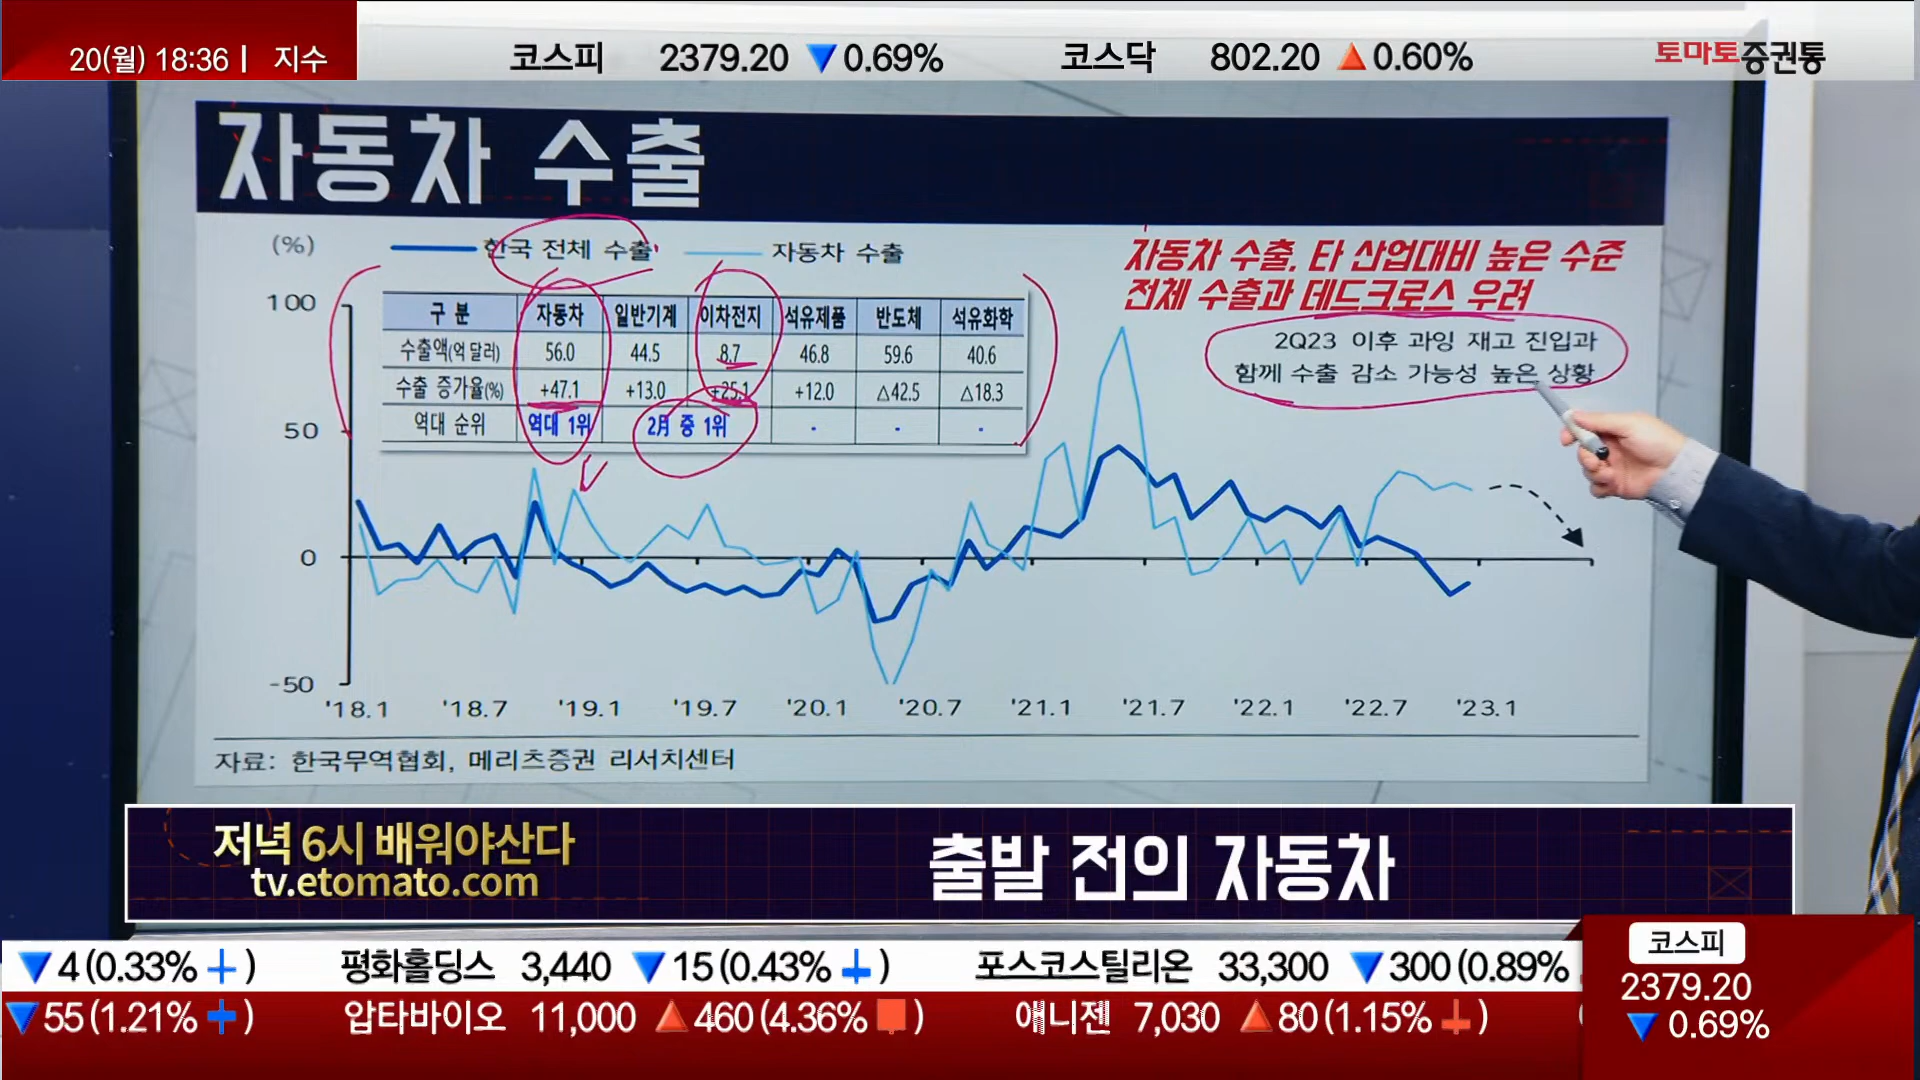 20(월) 18:36 | 지수
코스피 2379.20 ▼ 0.69% 코스닥 802.20 ▲ 0.60%
토마토증권통
자동차 수출
(%) 한국 전체 수출 자동차 수출
자동차 수출, 타 산업대비 높은 수준
전체 수출과 데드크로스 우려
2Q23 이후 과잉 재고 진입과
함께 수출 감소 가능성 높은 상황
구 분 자동차 일반기계 이차전지 석유제품 반도체 석유화학
수출액(억 달러) 56.0 44.5 8.7 46.8 59.6 40.6
수출 증가율(%) +47.1 +13.0 +25.1 +12.0 △42.5 △18.3
역대 순위 역대 1위 2月 중 1위 - - -
100
50
0
-50
'18.1 '18.7 '19.1 '19.7 '20.1 '20.7 '21.1 '21.7 '22.1 '22.7 '23.1
자료: 한국무역협회, 메리츠증권 리서치센터
저녁 6시 배워야산다
tv.etomato.com
출발 전의 자동차
▼4(0.33% +) 평화홀딩스 3,440 ▼15(0.43% +) 포스코스틸리온 33,300 ▼300(0.89%
▼55(1.21% +) 압타바이오 11,000 ▲460(4.36% ■) 애니젠 7,030 ▲80(1.15% +)
코스피
2379.20
▼ 0.69%